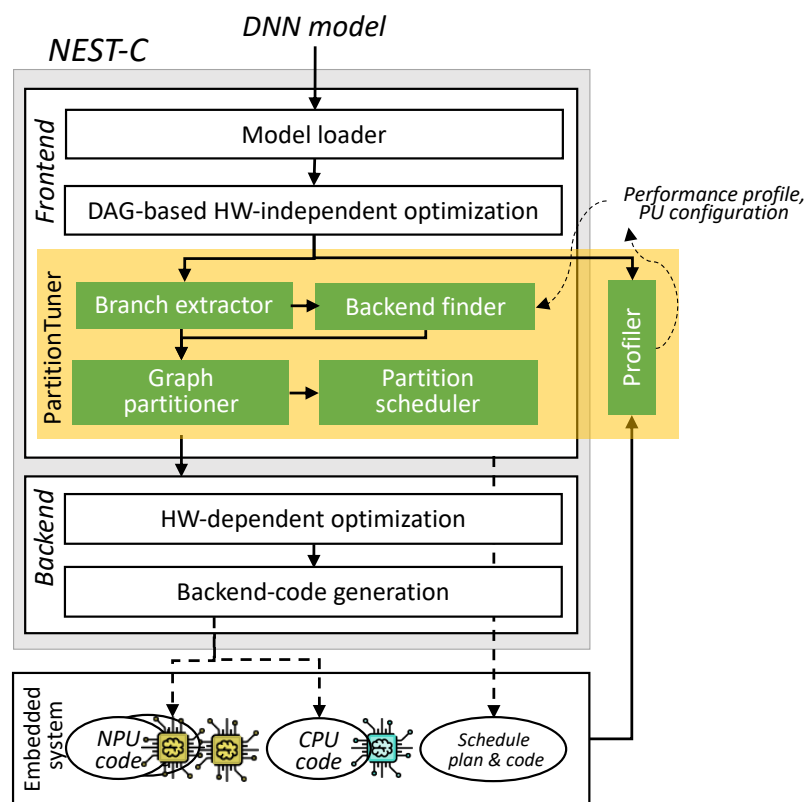 DNN model
NEST-C
Frontend
Model loader
DAG-based HW-independent optimization
Performance profile,
PU configuration
PartitionTuner
Branch extractor
Backend finder
Profiler
Graph
partitioner
Partition
scheduler
Backend
HW-dependent optimization
Backend-code generation
Embedded
system
NPU
code
CPU
code
Schedule
plan & code